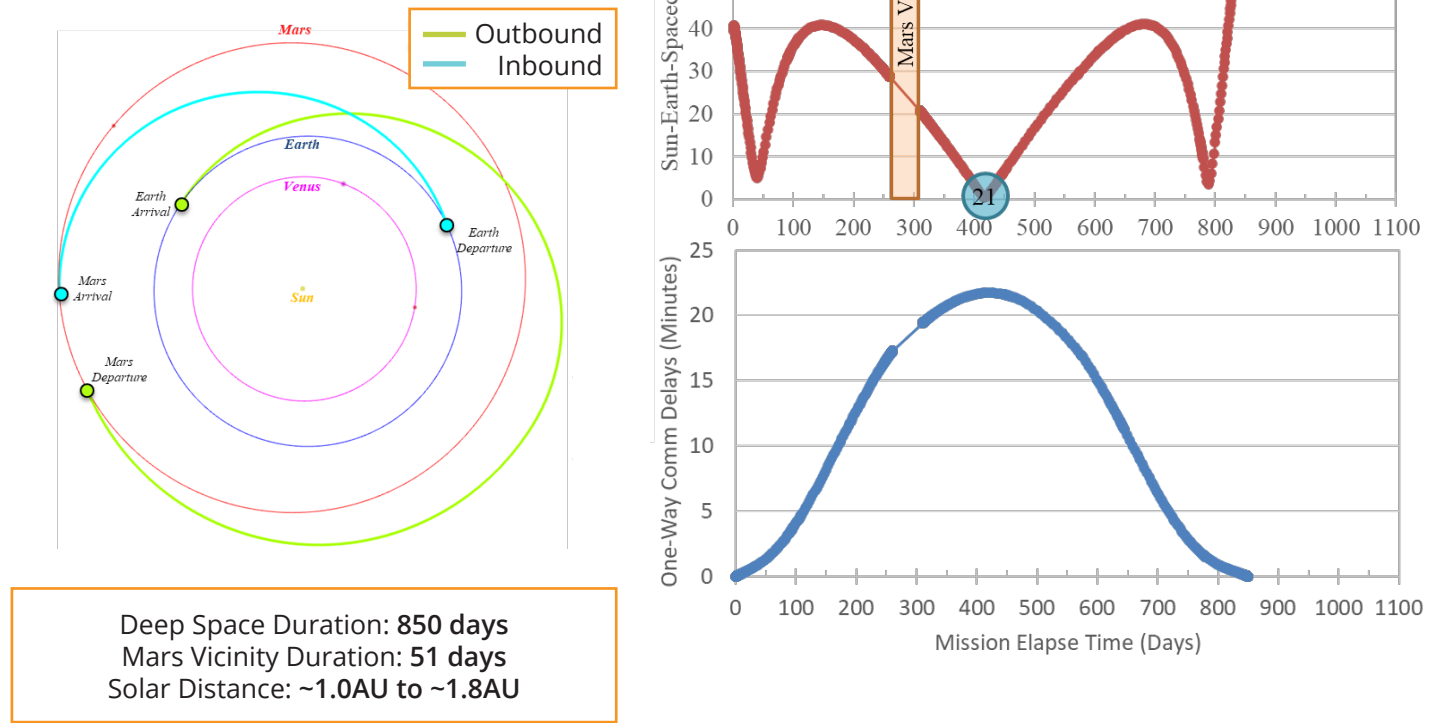 Mars
Outbound
Inbound
Earth
Venus
Earth
Arrival
Earth
Departure
Mars
Arrival
Sun
Mars
Departure
Deep Space Duration: 850 days
Mars Vicinity Duration: 51 days
Solar Distance: ~1.0AU to ~1.8AU
Sun-Earth-Spacec
40
30
20
10
0
Mars V
21
0 100 200 300 400 500 600 700 800 900 1000 1100
One-Way Comm Delays (Minutes)
25
20
15
10
5
0
0 100 200 300 400 500 600 700 800 900 1000 1100
Mission Elapse Time (Days)